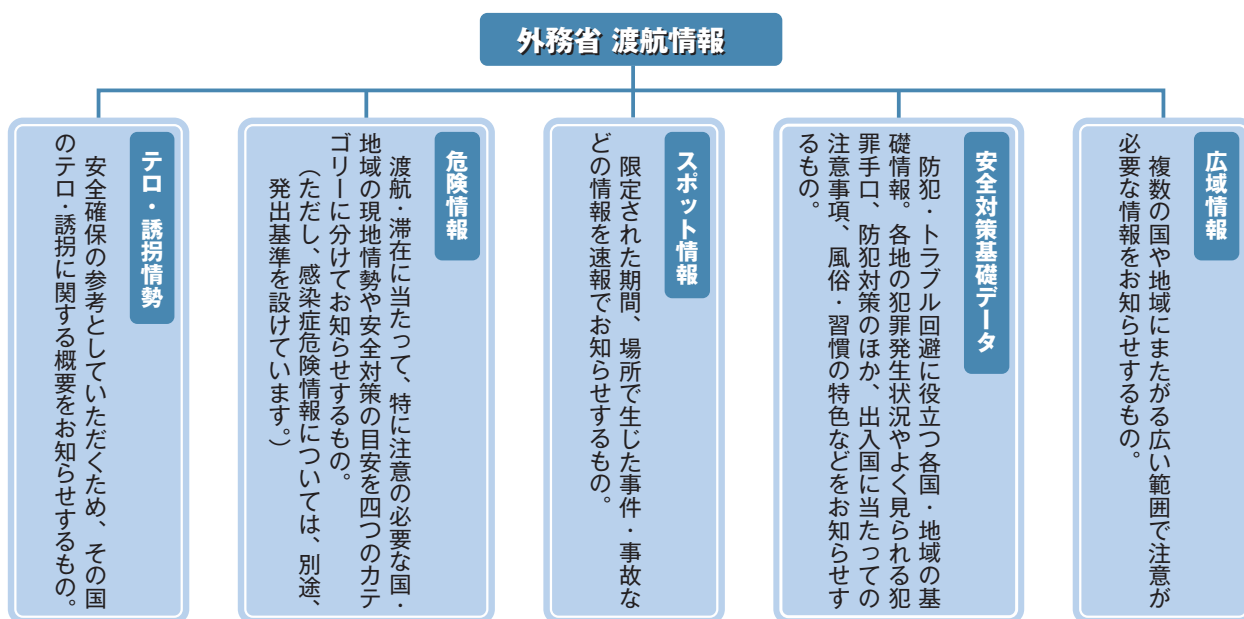 外務省 渡航情報
広域情報
複数の国や地域にまたがる広い範囲で注意が
必要な情報をお知らせするもの。
安全対策基礎データ
防犯・トラブル回避に役立つ各国・地域の基
礎情報。各地の犯罪発生状況やよく見られる犯
罪手口、防犯対策のほか、出入国に当たっての
注意事項、風俗・習慣の特色などをお知らせす
るもの。
スポット情報
限定された期間、場所で生じた事件・事故な
どの情報を速報でお知らせするもの。
危険情報
渡航・滞在に当たって、特に注意の必要な国・
地域の現地情勢や安全対策の目安を四つのカテ
ゴリーに分けてお知らせするもの。
（ただし、感染症危険情報については、別途、
発出基準を設けています。）
テロ・誘拐情勢
安全確保の参考としていただくため、その国
のテロ・誘拐に関する概要をお知らせするもの。